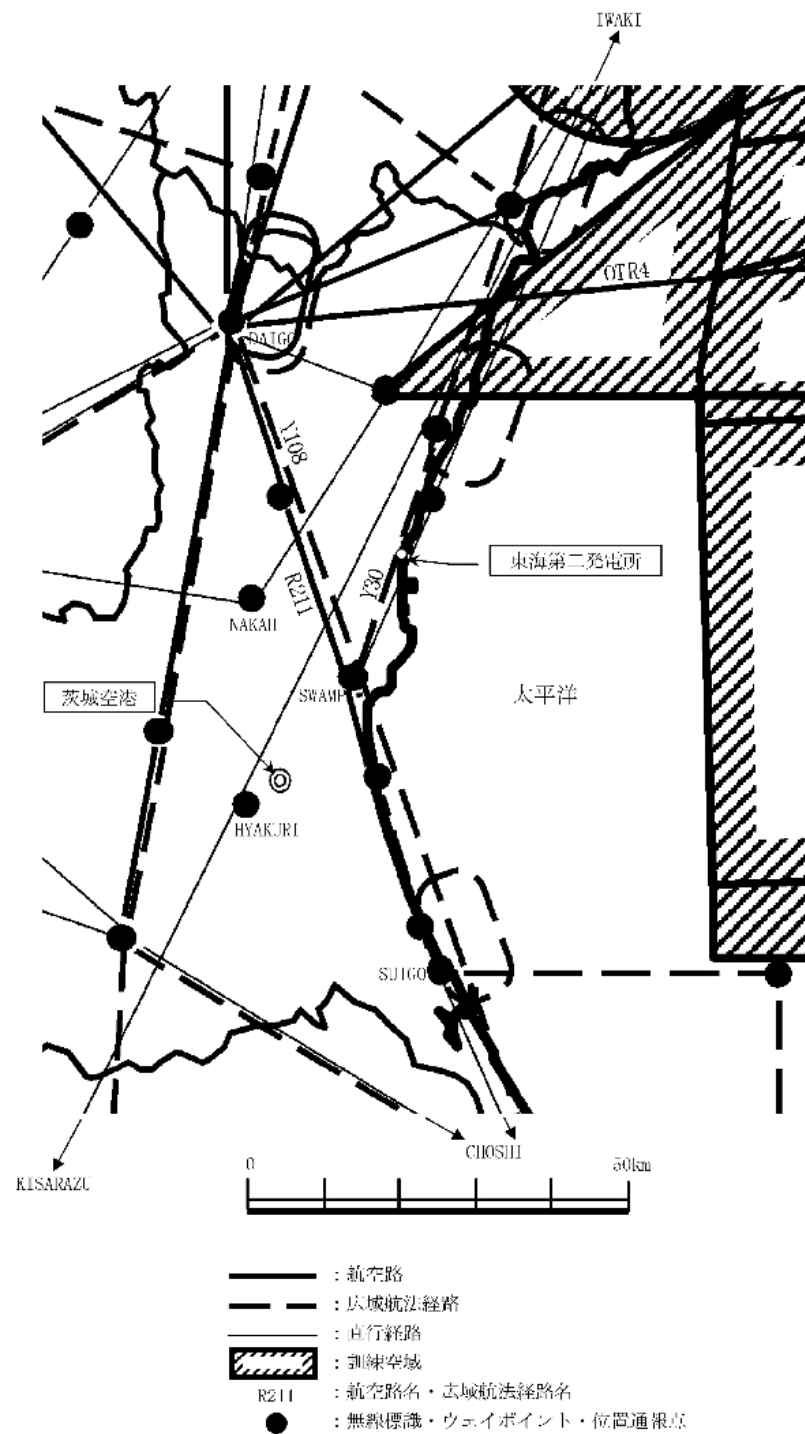 IWAKI
OTR4
DAIGO
Y108
東海第二発電所
Y30
R211
NAKAH
SWAMP
茨城空港
太平洋
HYAKURI
SUIGO
CHOSHI
KISARAZU
0 50km
：航空路
：広域航法経路
：直行経路
：訓練空域
R211 ：航空路名・広域航法経路名
：無線標識・ウェイポイント・位置通報点